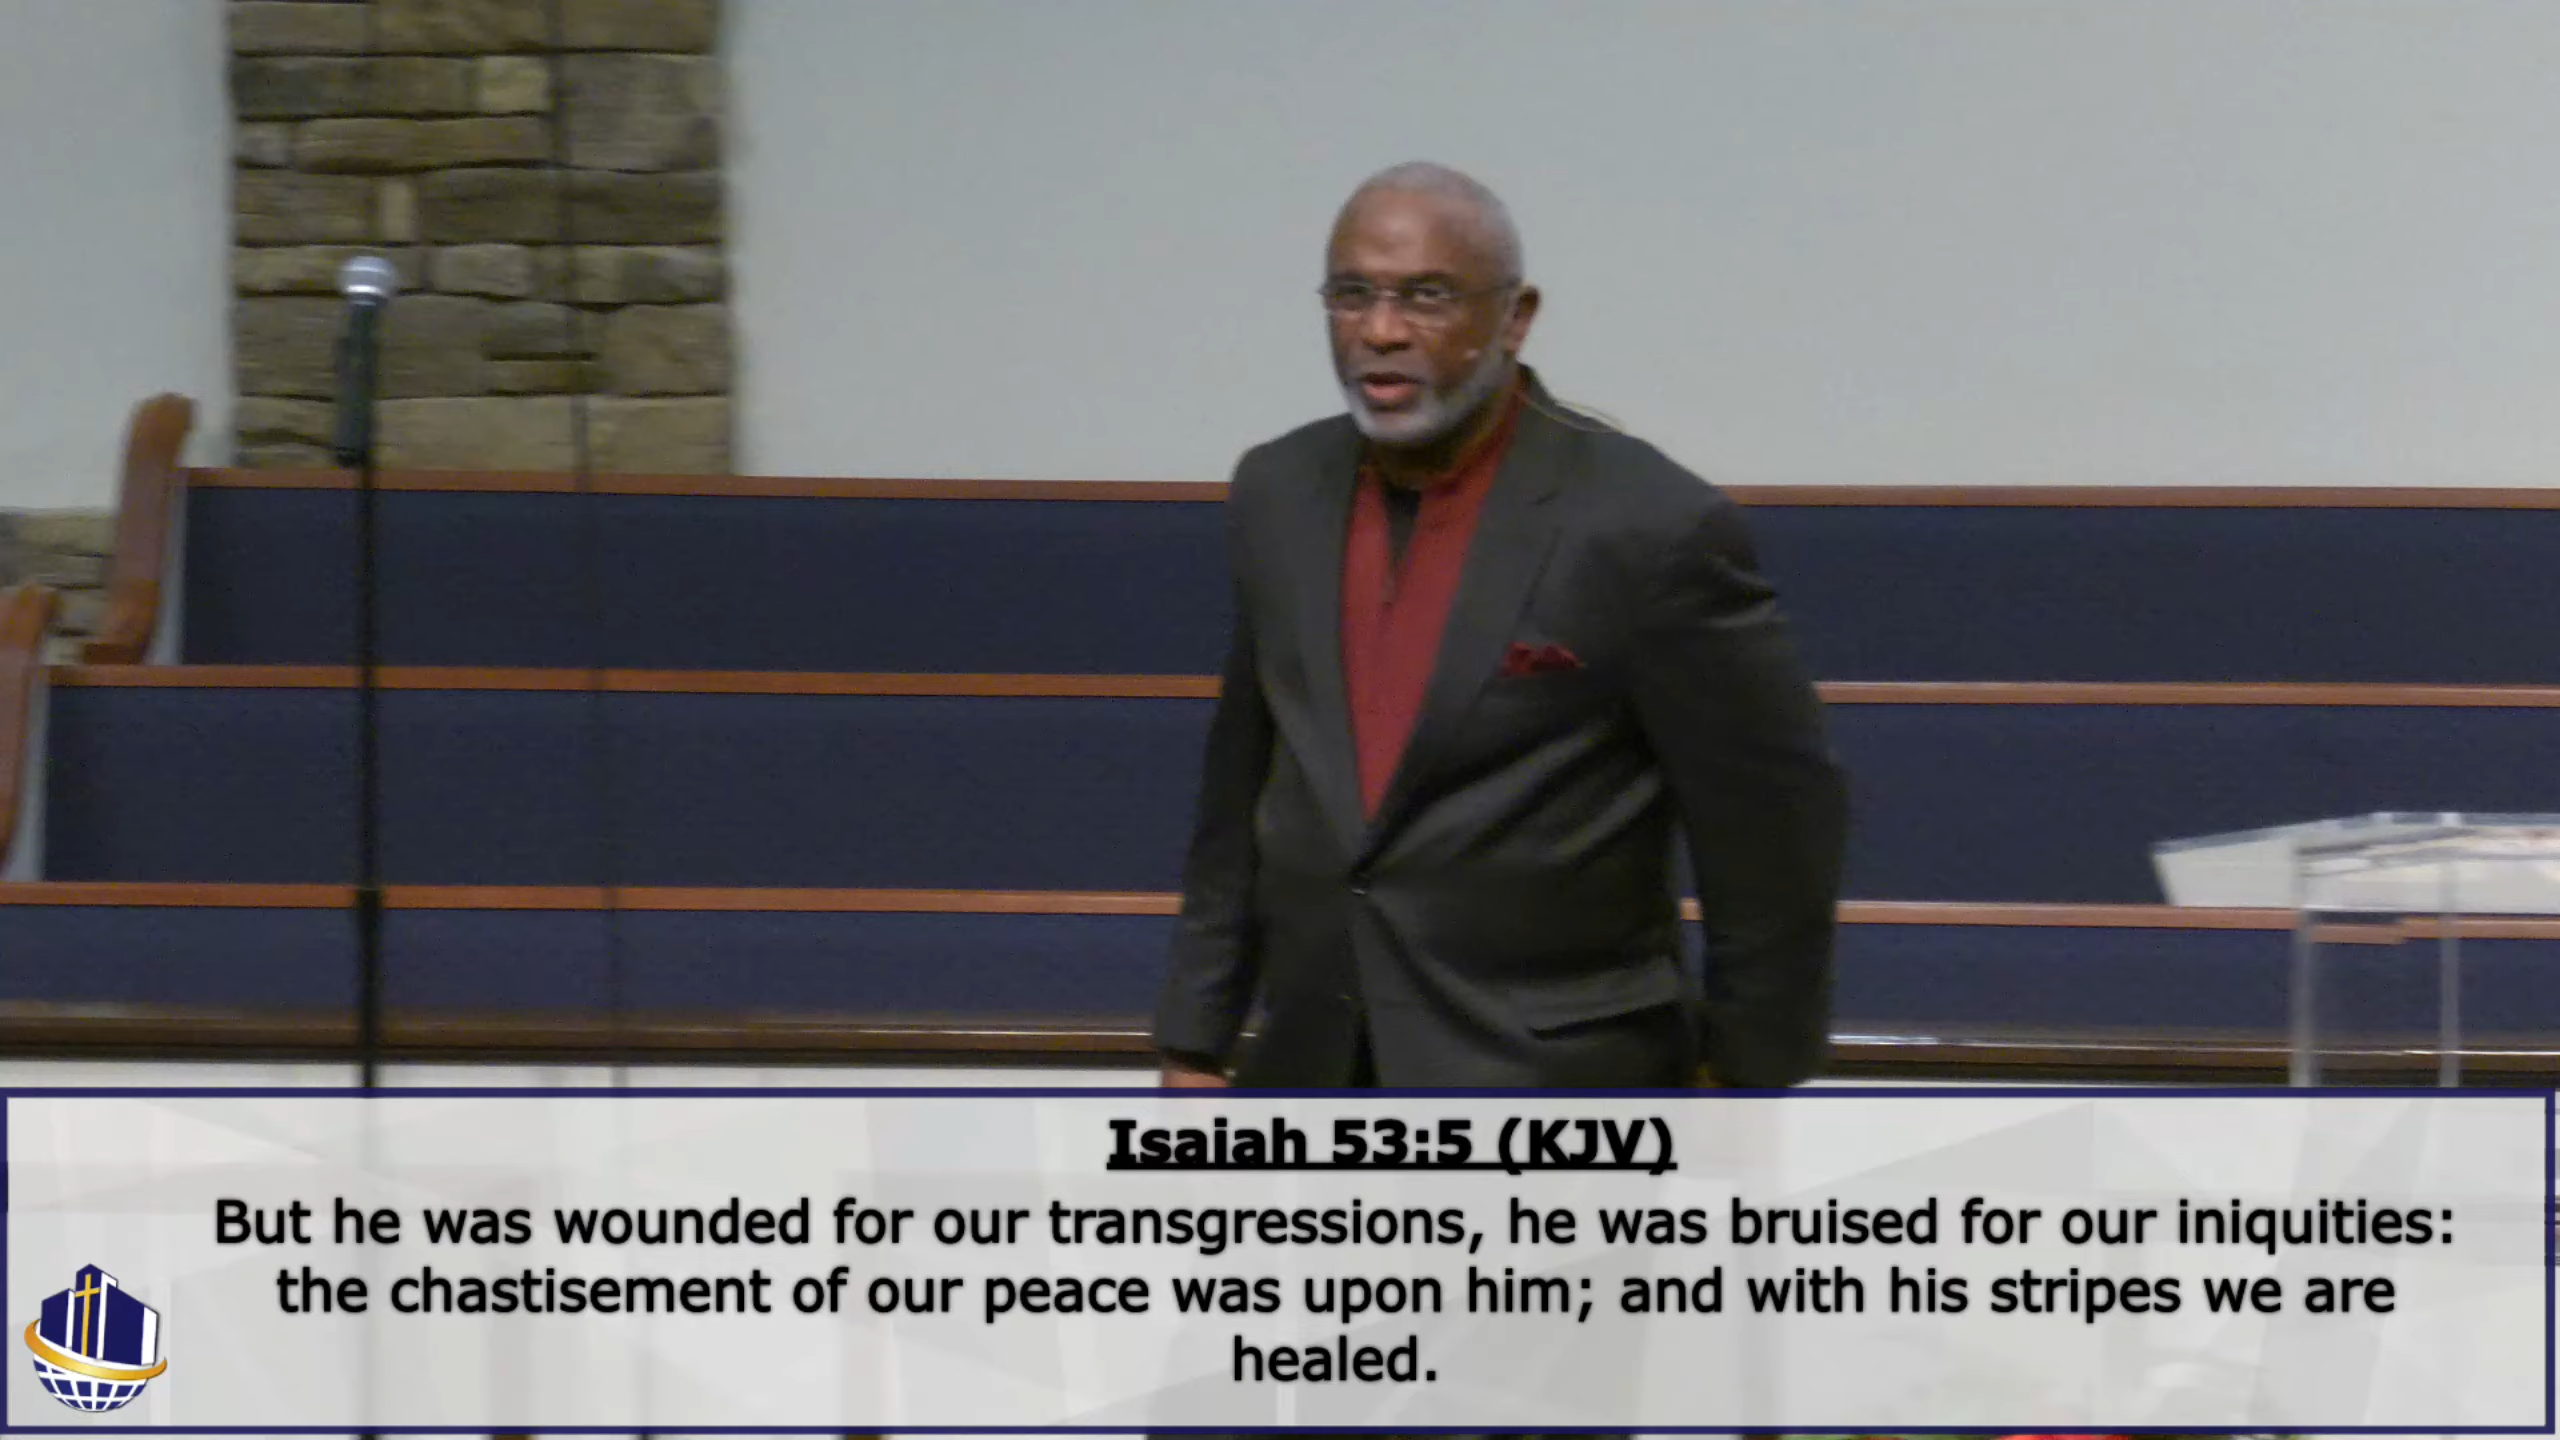 Isaiah 53:5 (KJV)
But he was wounded for our transgressions, he was bruised for our iniquities:
the chastisement of our peace was upon him; and with his stripes we are
healed.